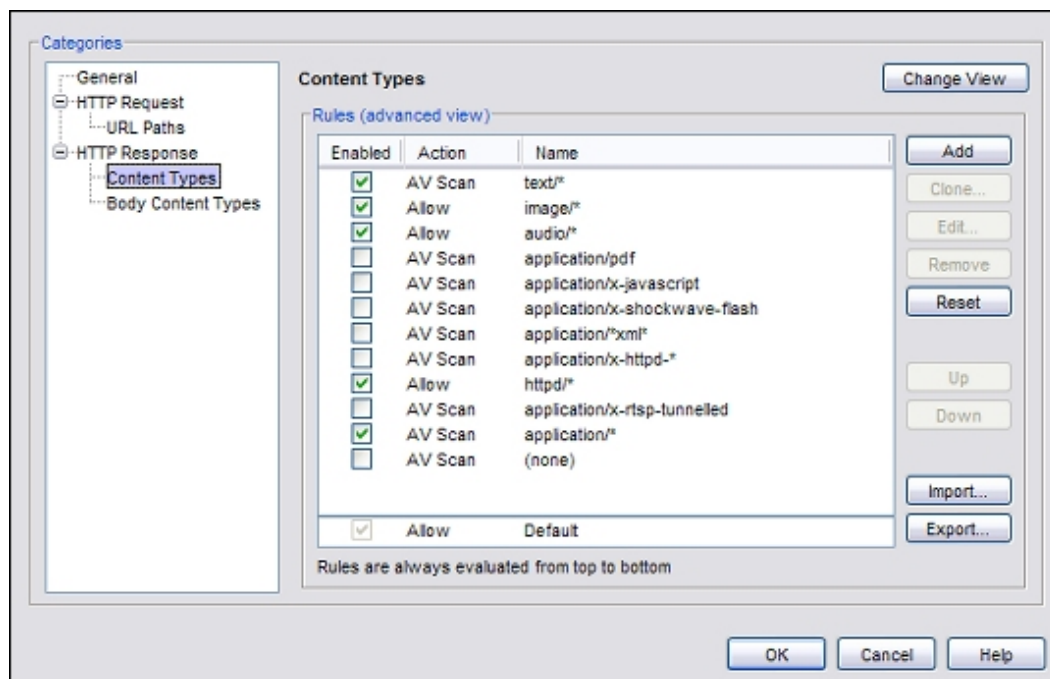 Categories
General
HTTP Request
URL Paths
HTTP Response
Content Types
Body Content Types
Content Types
Change View
Rules (advanced view)
Enabled Action Name
AV Scan text/*
Allow image/*
Allow audio/*
AV Scan application/pdf
AV Scan application/x-javascript
AV Scan application/x-shockwave-flash
AV Scan application/*xml*
AV Scan application/x-httpd-*
Allow httpd/*
AV Scan application/x-rtsp-tunnelled
AV Scan application/*
AV Scan (none)
Allow Default
Rules are always evaluated from top to bottom
Add
Clone...
Edit...
Remove
Reset
Up
Down
Import...
Export...
OK Cancel Help